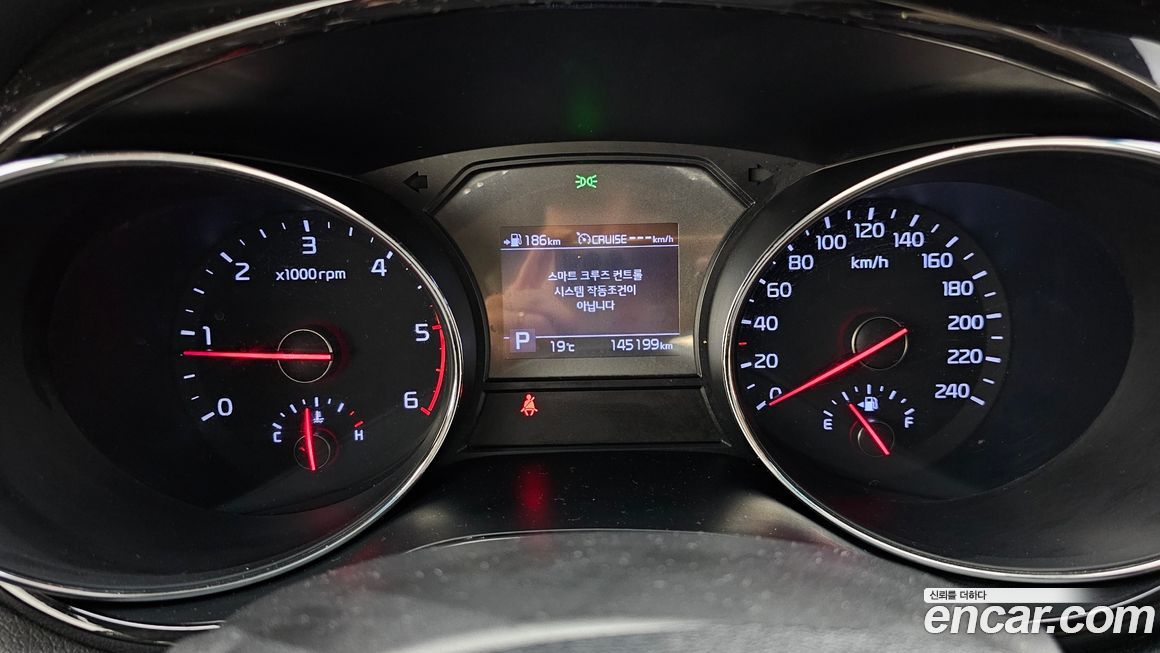 186km CRUISE ---km/h
스마트 크루즈 컨트롤
시스템 작동조건이
아닙니다
P 19℃ 145199km
0
1
2
3
4
5
6
x1000rpm
C H
0
20
40
60
80
100
120
140
160
180
200
220
240
km/h
E F
신뢰를 더하다
encar.com